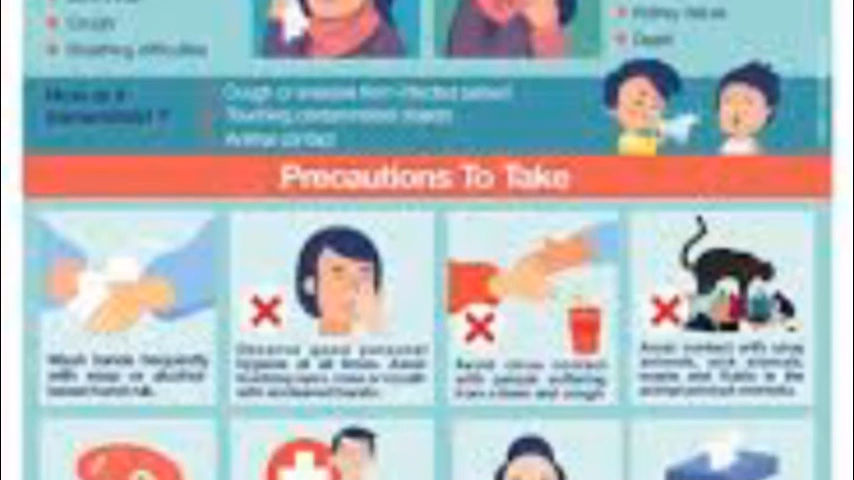 Cough
Breathing difficulties
Kidney failure
Death
How is it
transmitted ?
Cough or sneeze from infected person
Touching contaminated objects
Animal contact
Precautions To Take
Wash hands frequently
with soap or alcohol-
based hand rub.
Observe good personal
hygiene at all times. Avoid
touching eyes, nose or mouth
with unwashed hands.
Avoid close contact
with people suffering
from a fever and cough
Avoid contact with stray
animals, sick animals,
waste and fluids in the
animal product markets.